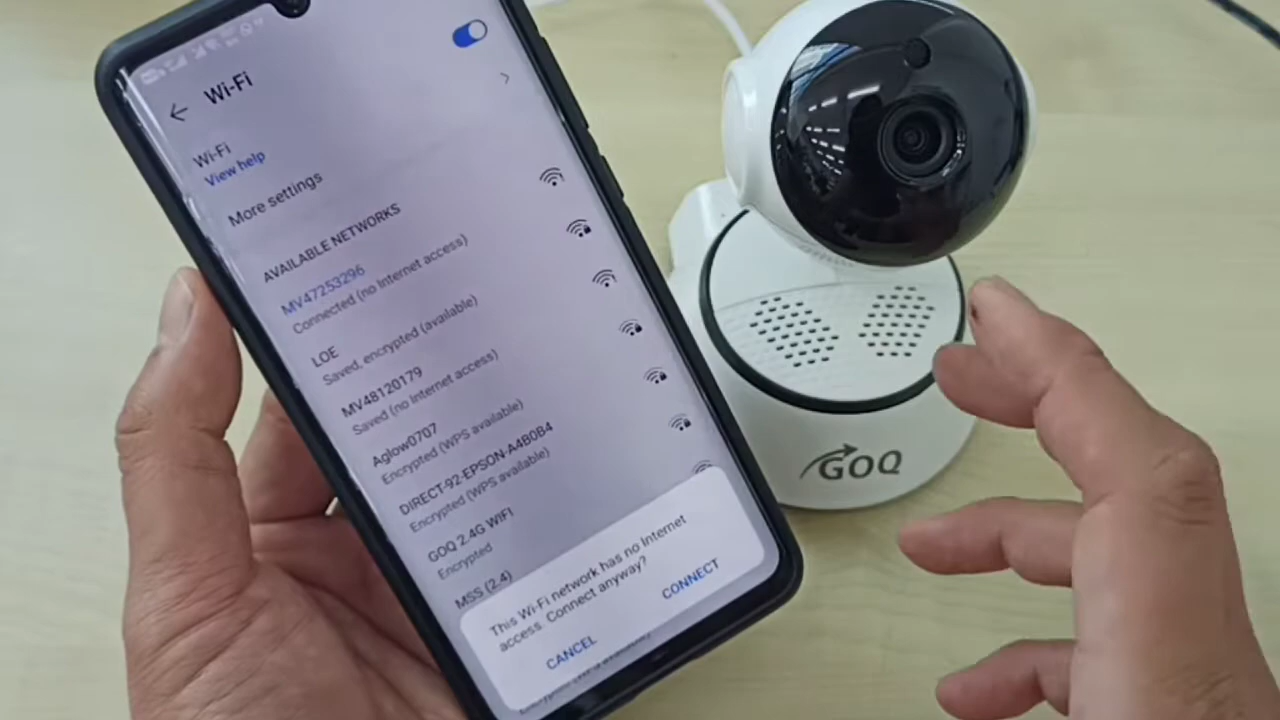 Wi-Fi
Wi-Fi
View help
More settings
AVAILABLE NETWORKS
MV47253296
Connected (no Internet access)
LOE
Saved, encrypted (available)
MV48120179
Saved (no Internet access)
Aglow0707
Encrypted (WPS available)
DIRECT-92-EPSON-A4B0B4
Encrypted (WPS available)
GOQ 2.4G WIFI
Encrypted
MSS (2.4)
This Wi-Fi network has no Internet
access. Connect anyway?
CANCEL
CONNECT
GOQ